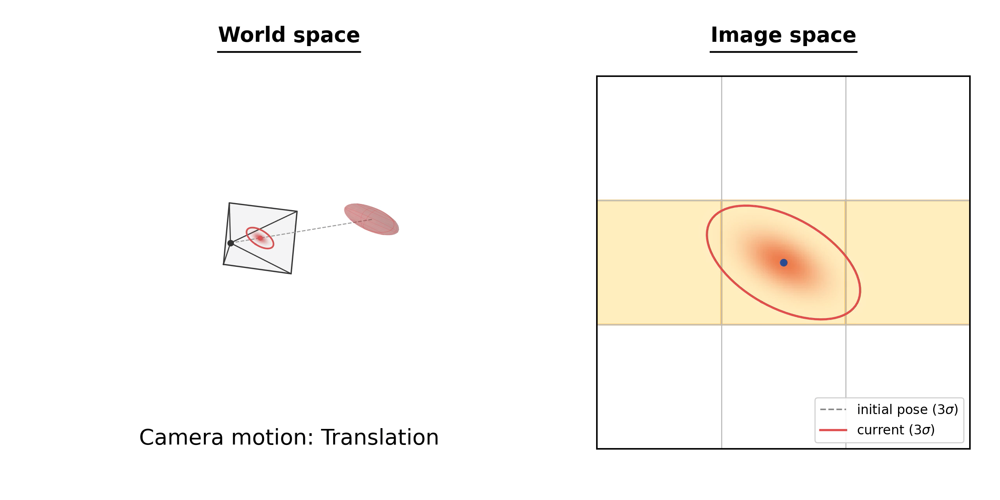 World space
Image space
initial pose (3σ)
current (3σ)
Camera motion: Translation